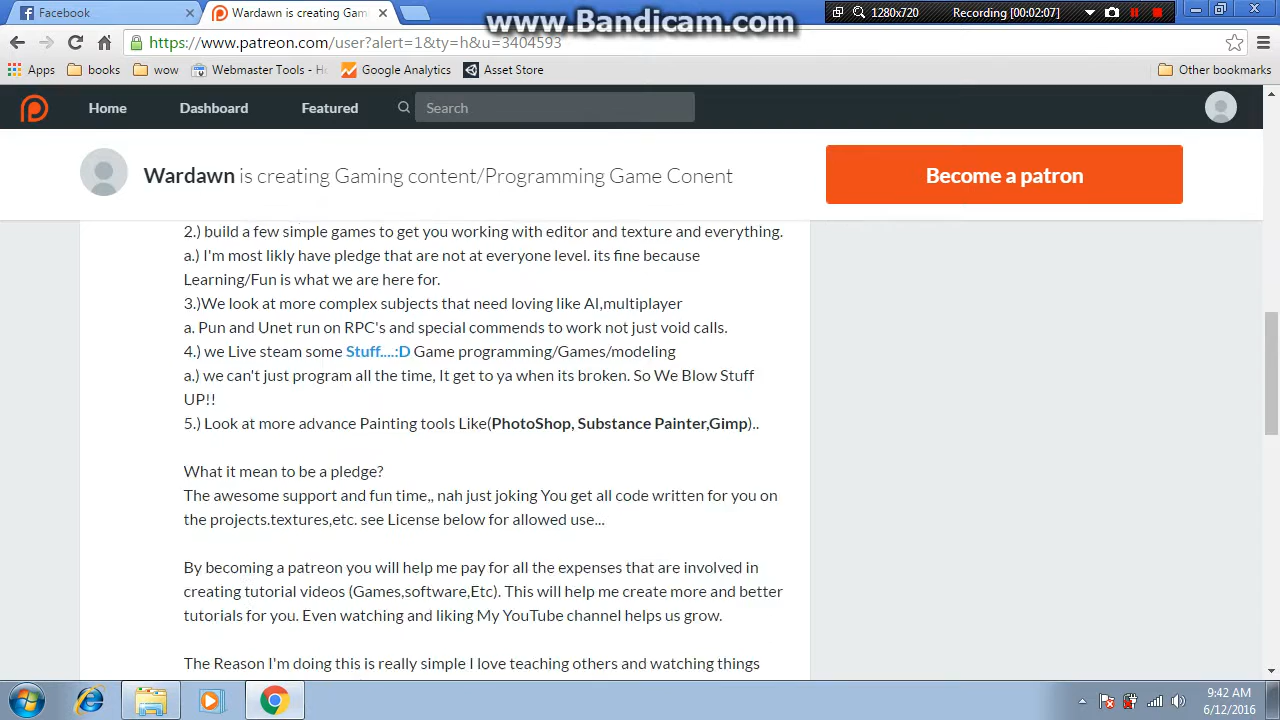 Facebook
Wardawn is creating Gam
www.Bandicam.com
1280x720
Recording [00:02:07]
https://www.patreon.com/user?alert=1&ty=h&u=3404593
Apps
books
wow
Webmaster Tools - Ho
Google Analytics
Asset Store
Other bookmarks
Home
Dashboard
Featured
Search
Wardawn is creating Gaming content/Programming Game Conent
Become a patron
2.) build a few simple games to get you working with editor and texture and everything.
a.) I'm most likly have pledge that are not at everyone level. its fine because
Learning/Fun is what we are here for.
3.)We look at more complex subjects that need loving like AI,multiplayer
a. Pun and Unet run on RPC's and special commends to work not just void calls.
4.) we Live steam some Stuff....:D Game programming/Games/modeling
a.) we can't just program all the time, It get to ya when its broken. So We Blow Stuff
UP!!
5.) Look at more advance Painting tools Like(PhotoShop, Substance Painter,Gimp)..
What it mean to be a pledge?
The awesome support and fun time,, nah just joking You get all code written for you on
the projects.textures,etc. see License below for allowed use...
By becoming a patreon you will help me pay for all the expenses that are involved in
creating tutorial videos (Games,software,Etc). This will help me create more and better
tutorials for you. Even watching and liking My YouTube channel helps us grow.
The Reason I'm doing this is really simple I love teaching others and watching things
9:42 AM
6/12/2016